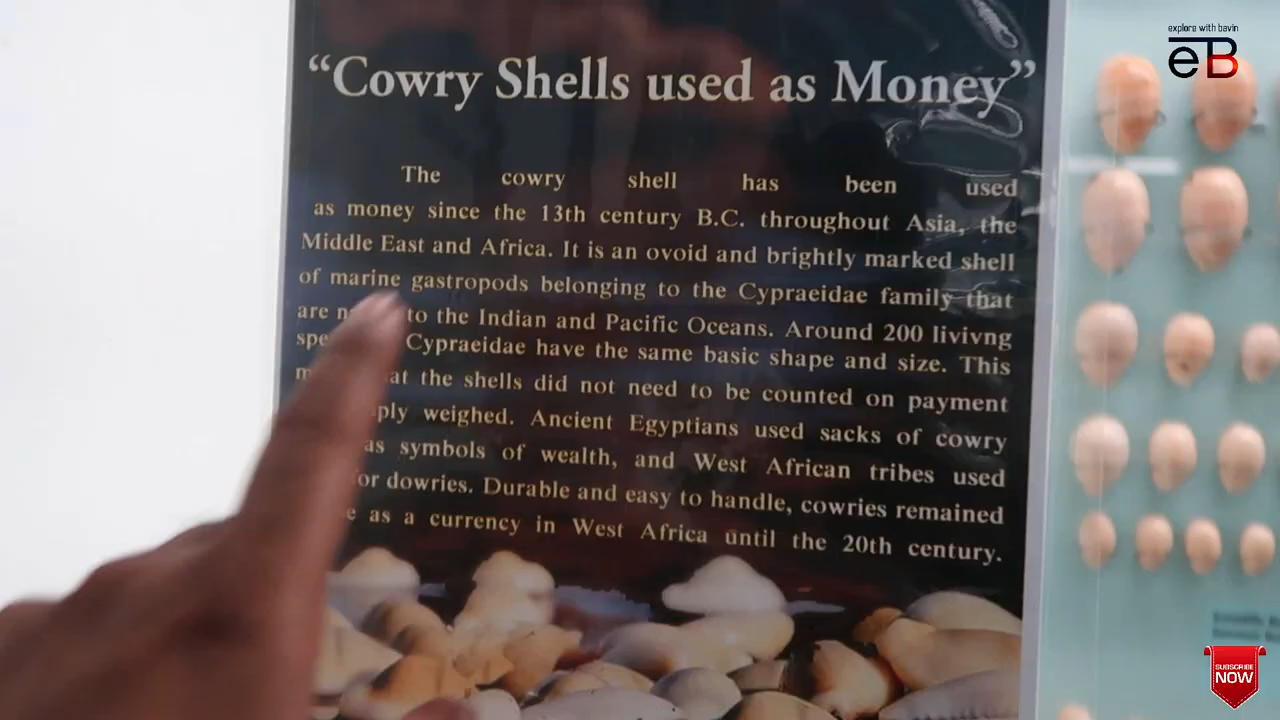 explore with bavin
eB
“Cowry Shells used as Money”
The cowry shell has been used
as money since the 13th century B.C. throughout Asia, the
Middle East and Africa. It is an ovoid and brightly marked shell
of marine gastropods belonging to the Cypraeidae family that
are to the Indian and Pacific Oceans. Around 200 livivng
Cypraeidae have the same basic shape and size. This
the shells did not need to be counted on payment
weighed. Ancient Egyptians used sacks of cowry
as symbols of wealth, and West African tribes used
or dowries. Durable and easy to handle, cowries remained
as a currency in West Africa until the 20th century.
SUBSCRIBE
NOW